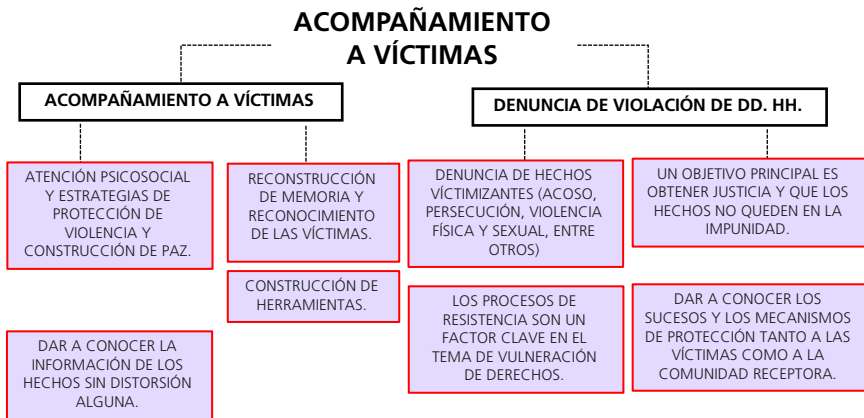 ACOMPAÑAMIENTO
A VÍCTIMAS
ACOMPAÑAMIENTO A VÍCTIMAS
DENUNCIA DE VIOLACIÓN DE DD. HH.
ATENCIÓN PSICOSOCIAL
Y ESTRATEGIAS DE
PROTECCIÓN DE
VIOLENCIA Y
CONSTRUCCIÓN DE PAZ.
RECONSTRUCCIÓN
DE MEMORIA Y
RECONOCIMIENTO
DE LAS VÍCTIMAS.
DENUNCIA DE HECHOS
VÍCTIMIZANTES (ACOSO,
PERSECUCIÓN, VIOLENCIA
FÍSICA Y SEXUAL, ENTRE
OTROS)
UN OBJETIVO PRINCIPAL ES
OBTENER JUSTICIA Y QUE LOS
HECHOS NO QUEDEN EN LA
IMPUNIDAD.
CONSTRUCCIÓN DE
HERRAMIENTAS.
DAR A CONOCER LA
INFORMACIÓN DE LOS
HECHOS SIN DISTORSIÓN
ALGUNA.
LOS PROCESOS DE
RESISTENCIA SON UN
FACTOR CLAVE EN EL
TEMA DE VULNERACIÓN
DE DERECHOS.
DAR A CONOCER LOS
SUCESOS Y LOS MECANISMOS
DE PROTECCIÓN TANTO A LAS
VÍCTIMAS COMO A LA
COMUNIDAD RECEPTORA.